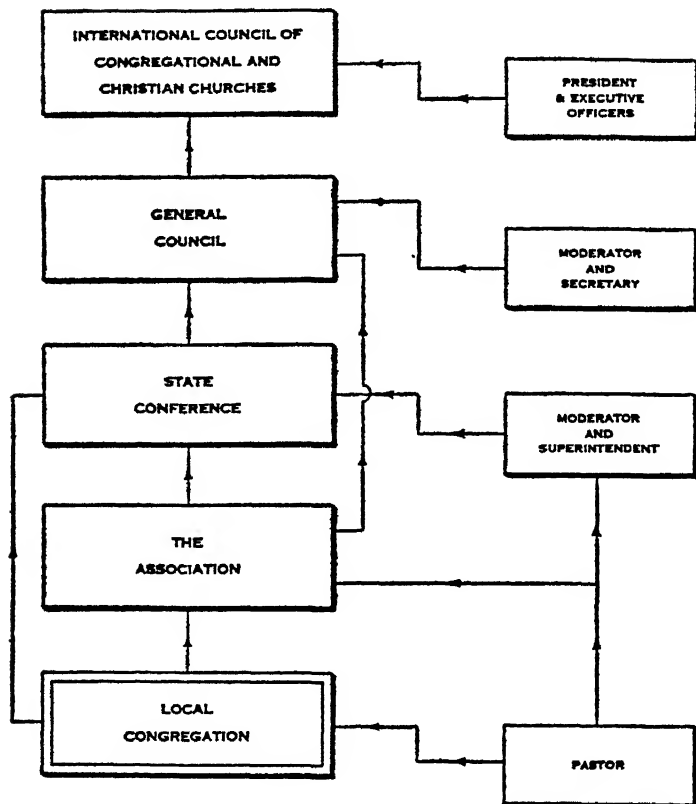 INTERNATIONAL COUNCIL OF
CONGREGATIONAL AND
CHRISTIAN CHURCHES
PRESIDENT
& EXECUTIVE
OFFICERS
GENERAL
COUNCIL
MODERATOR
AND
SECRETARY
STATE
CONFERENCE
MODERATOR
AND
SUPERINTENDENT
THE
ASSOCIATION
LOCAL
CONGREGATION
PASTOR